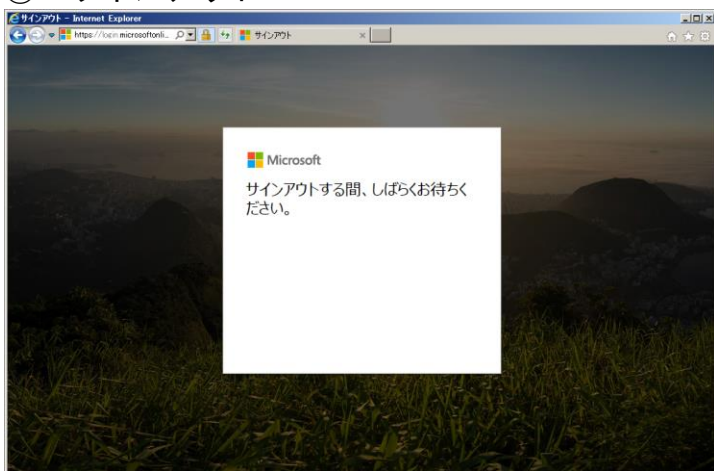 サインアウト - Internet Explorer
https://login.microsoftonli...
サインアウト
Microsoft
サインアウトする間、しばらくお待ちく
ださい。